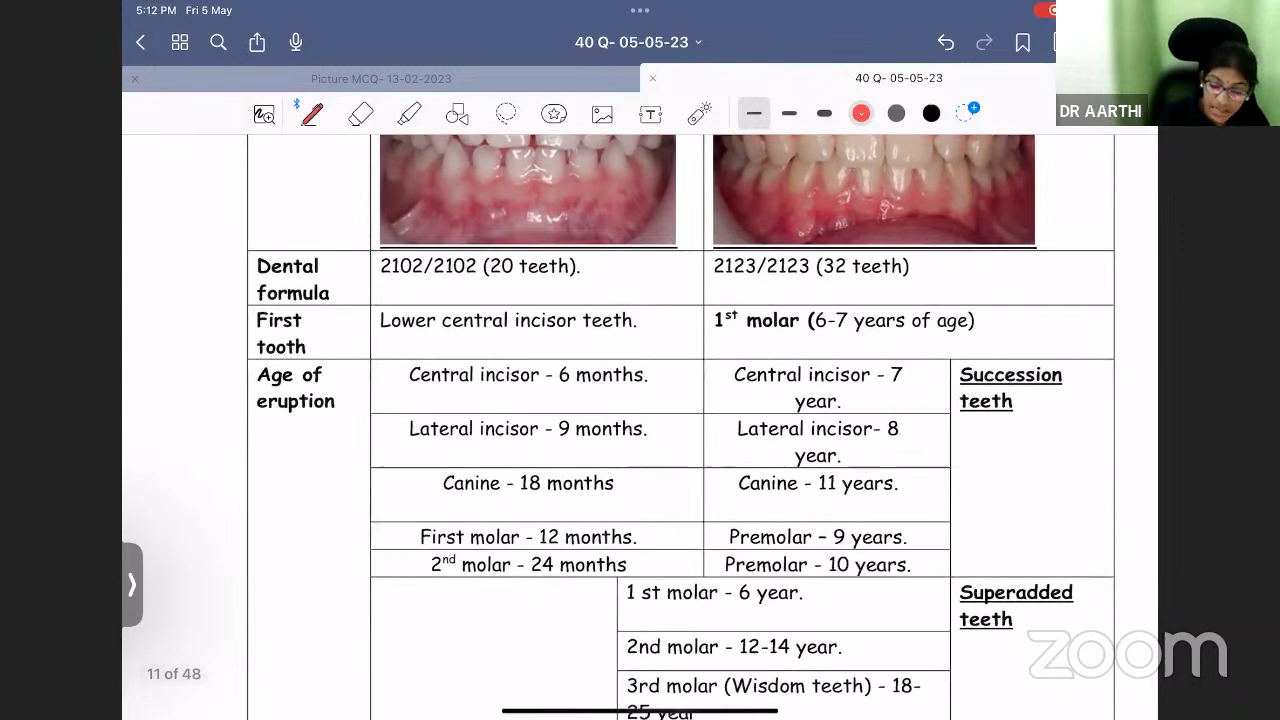 5:12 PM Fri 5 May
40 Q- 05-05-23
Picture MCQ- 13-02-2023
40 Q- 05-05-23
T
DR AARTHI
Dental formula
2102/2102 (20 teeth).
2123/2123 (32 teeth)
First tooth
Lower central incisor teeth.
1st molar (6-7 years of age)
Age of eruption
Central incisor - 6 months.
Central incisor - 7
year.
Succession
teeth
Lateral incisor - 9 months.
Lateral incisor- 8
year.
Canine - 18 months
Canine - 11 years.
First molar - 12 months.
Premolar – 9 years.
2nd molar - 24 months
Premolar - 10 years.
1 st molar - 6 year.
Superadded
teeth
2nd molar - 12-14 year.
3rd molar (Wisdom teeth) - 18-
25 year
11 of 48
zoom